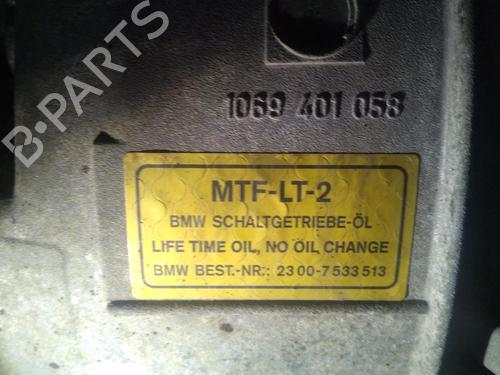 B-PARTS
1069 401 058
MTF-LT-2
BMW SCHALTGETRIEBE-ÖL
LIFE TIME OIL, NO OIL CHANGE
BMW BEST.-NR.: 23 00-7 533 513